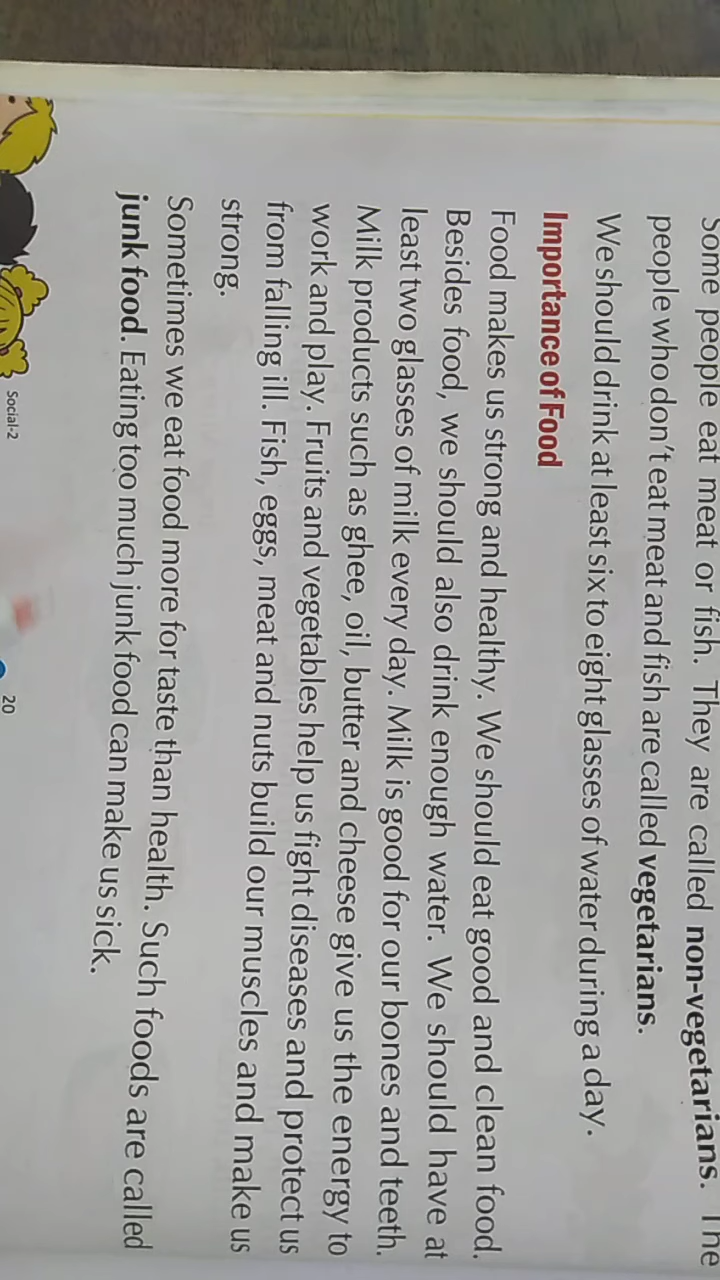 Some people eat meat or fish. They are called non-vegetarians. The
people who don't eat meat and fish are called vegetarians.
We should drink at least six to eight glasses of water during a day.
Importance of Food
Food makes us strong and healthy. We should eat good and clean food.
Besides food, we should also drink enough water. We should have at
least two glasses of milk every day. Milk is good for our bones and teeth.
Milk products such as ghee, oil, butter and cheese give us the energy to
work and play. Fruits and vegetables help us fight diseases and protect us
from falling ill. Fish, eggs, meat and nuts build our muscles and make us
strong.
Sometimes we eat food more for taste than health. Such foods are called
junk food. Eating too much junk food can make us sick.
Social-2
20